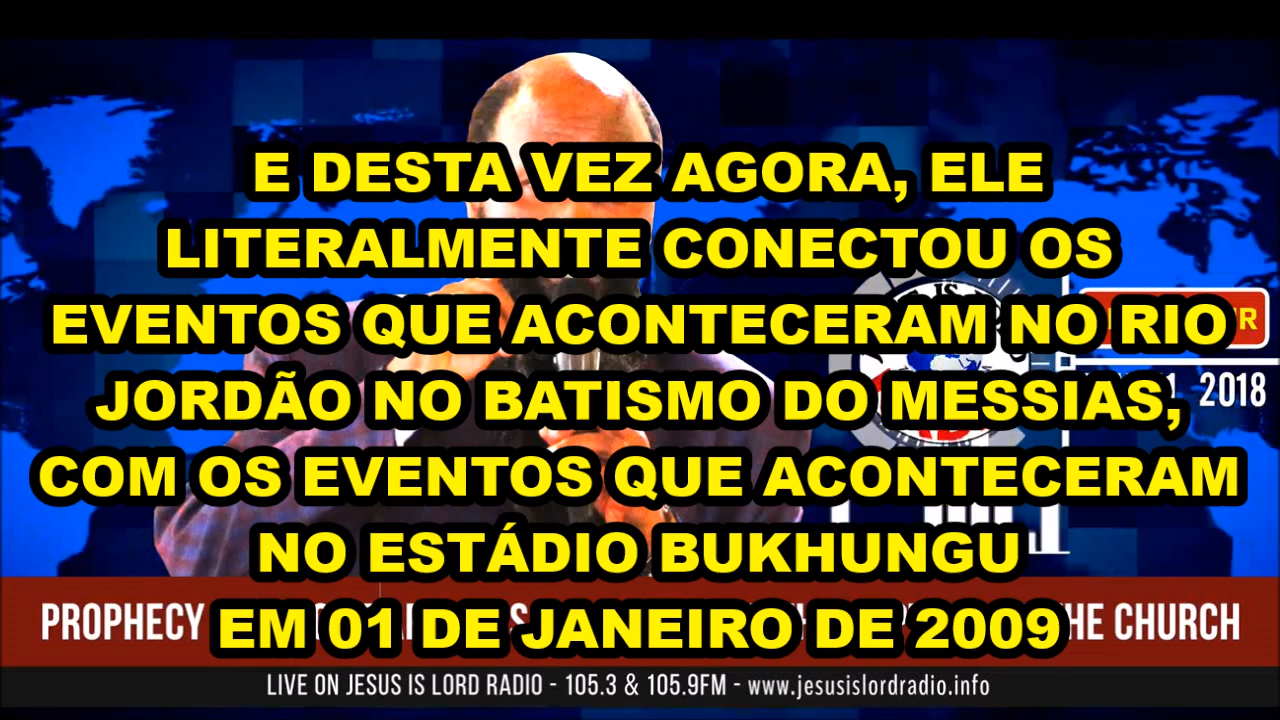 E DESTA VEZ AGORA, ELE
LITERALMENTE CONECTOU OS
EVENTOS QUE ACONTECERAM NO RIO
JORDÃO NO BATISMO DO MESSIAS,
COM OS EVENTOS QUE ACONTECERAM
NO ESTÁDIO BUKHUNGU
EM 01 DE JANEIRO DE 2009
2018
PROPHECY THE CHURCH
LIVE ON JESUS IS LORD RADIO - 105.3 & 105.9FM - www.jesusislordradio.info